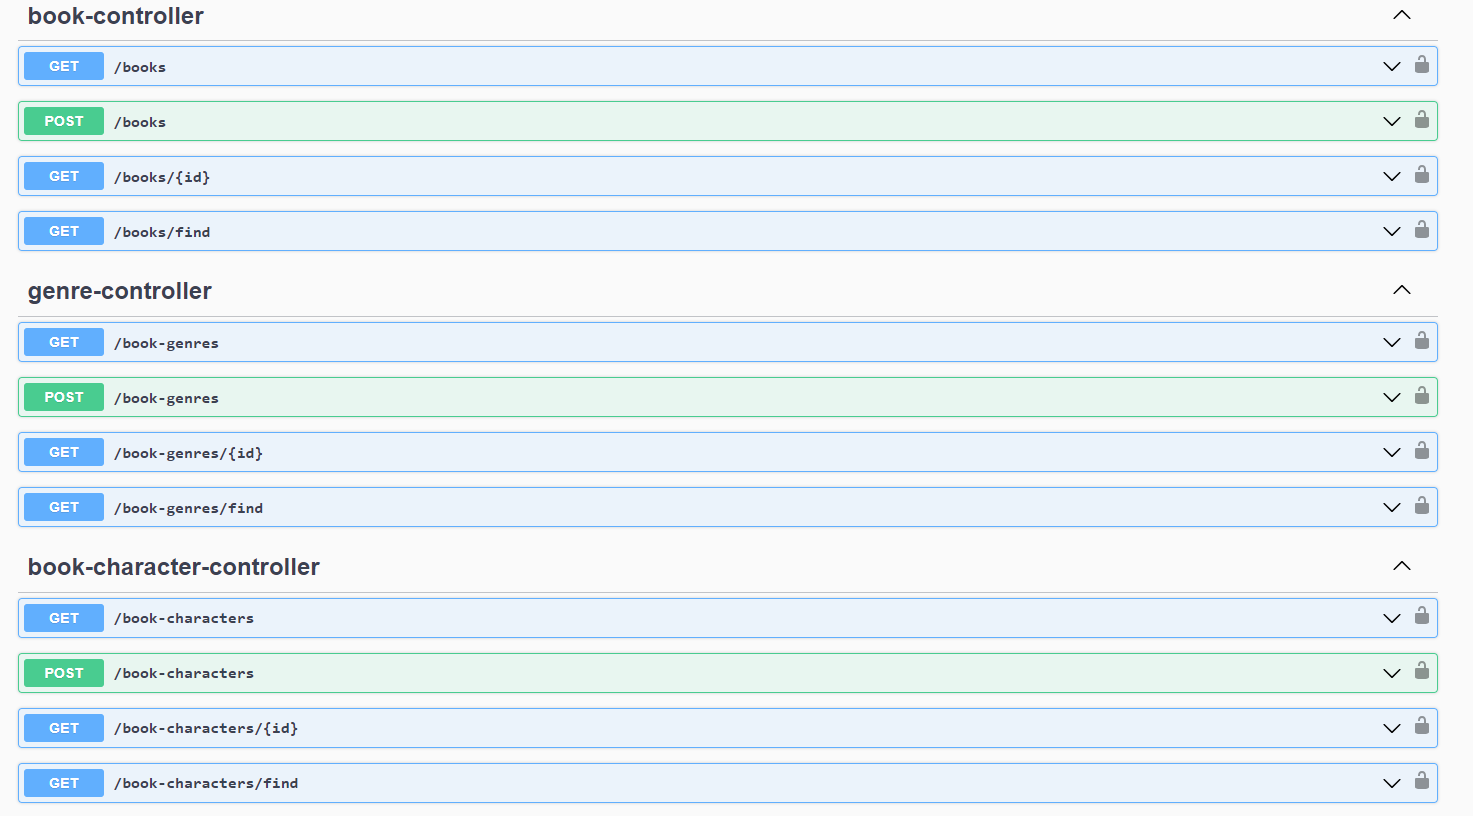 book-controller
GET /books
POST /books
GET /books/{id}
GET /books/find
genre-controller
GET /book-genres
POST /book-genres
GET /book-genres/{id}
GET /book-genres/find
book-character-controller
GET /book-characters
POST /book-characters
GET /book-characters/{id}
GET /book-characters/find